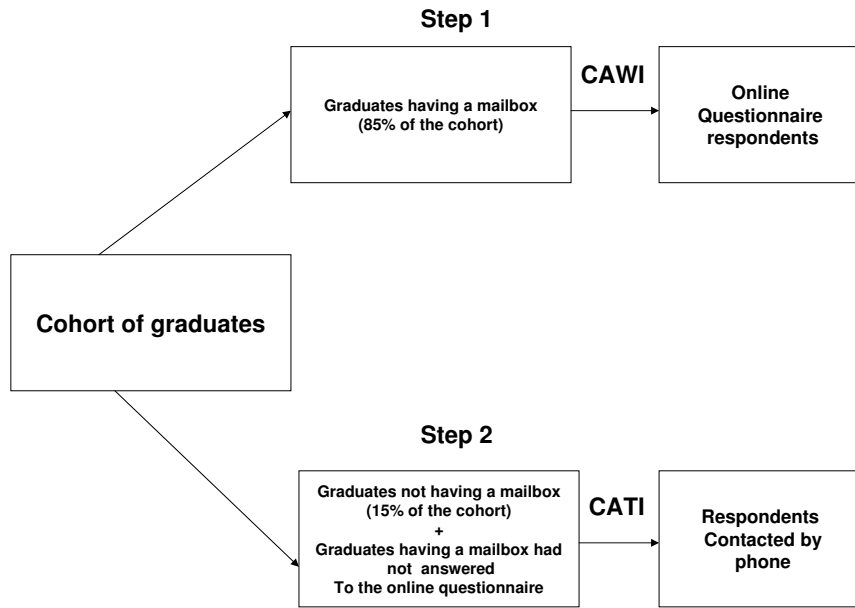 Step 1
Graduates having a mailbox
(85% of the cohort)
CAWI
Online
Questionnaire
respondents
Cohort of graduates
Step 2
Graduates not having a mailbox
(15% of the cohort)
+
Graduates having a mailbox had
not answered
To the online questionnaire
CATI
Respondents
Contacted by
phone